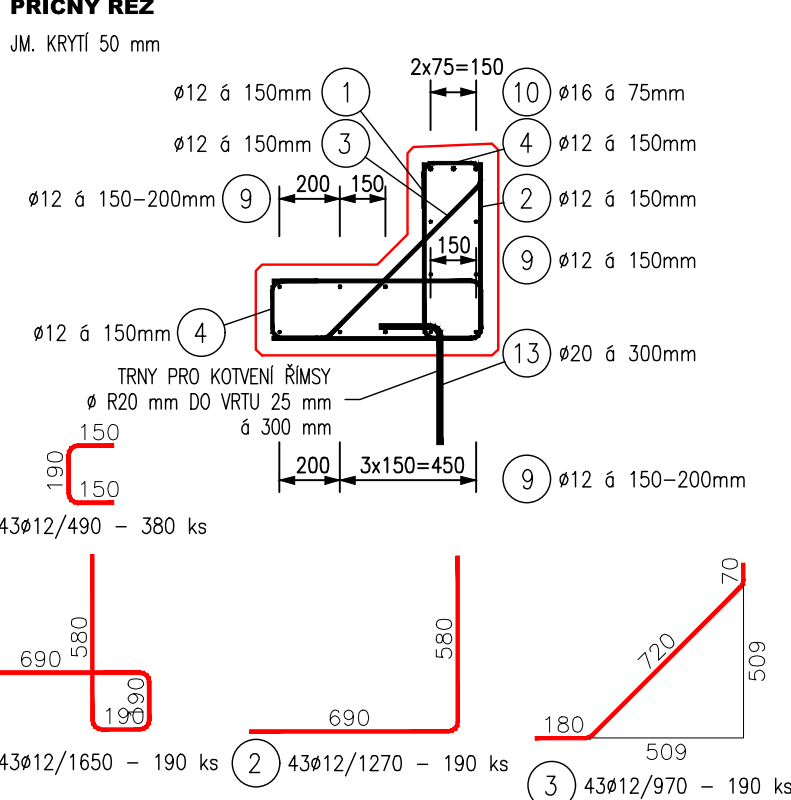 PŘÍČNÝ ŘEZ
JM. KRYTÍ 50 mm
2x75=150
ø12 á 150mm 1
10 ø16 á 75mm
ø12 á 150mm 3
4 ø12 á 150mm
ø12 á 150-200mm 9
200 150
2 ø12 á 150mm
150
9 ø12 á 150mm
ø12 á 150mm 4
13 ø20 á 300mm
TRNY PRO KOTVENÍ ŘÍMSY
ø R20 mm DO VRTU 25 mm
á 300 mm
200 3x150=450
9 ø12 á 150-200mm
150
190
150
43ø12/490 - 380 ks
580
690
190
190
43ø12/1650 - 190 ks
580
690
2 43ø12/1270 - 190 ks
70
720
509
180
509
3 43ø12/970 - 190 ks